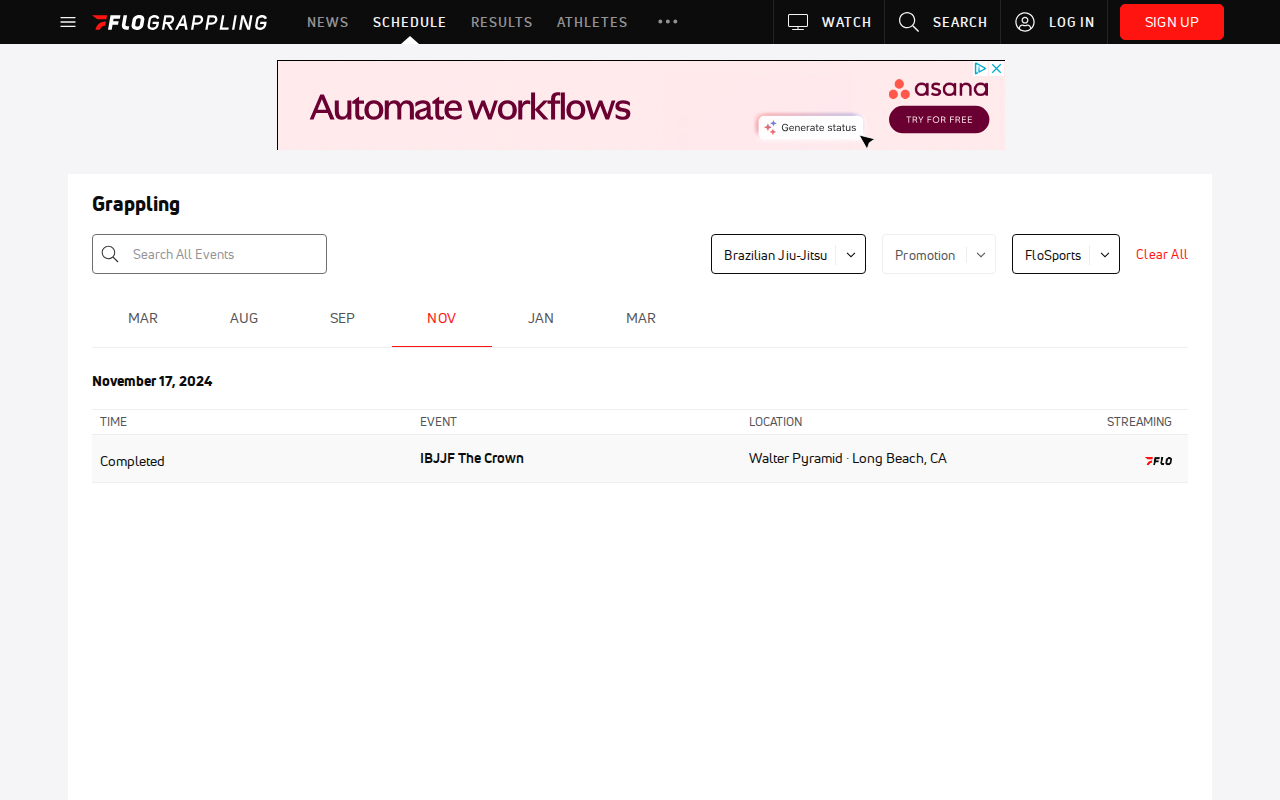 FLOGRAPPLING NEWS SCHEDULE RESULTS ATHLETES ••• WATCH SEARCH LOG IN SIGN UP
Automate workflows
Generate status
asana
TRY FOR FREE
Grappling
Search All Events
Brazilian Jiu-Jitsu
Promotion
FloSports
Clear All
MAR AUG SEP NOV JAN MAR
November 17, 2024
TIME EVENT LOCATION STREAMING
Completed IBJJF The Crown Walter Pyramid · Long Beach, CA FLO